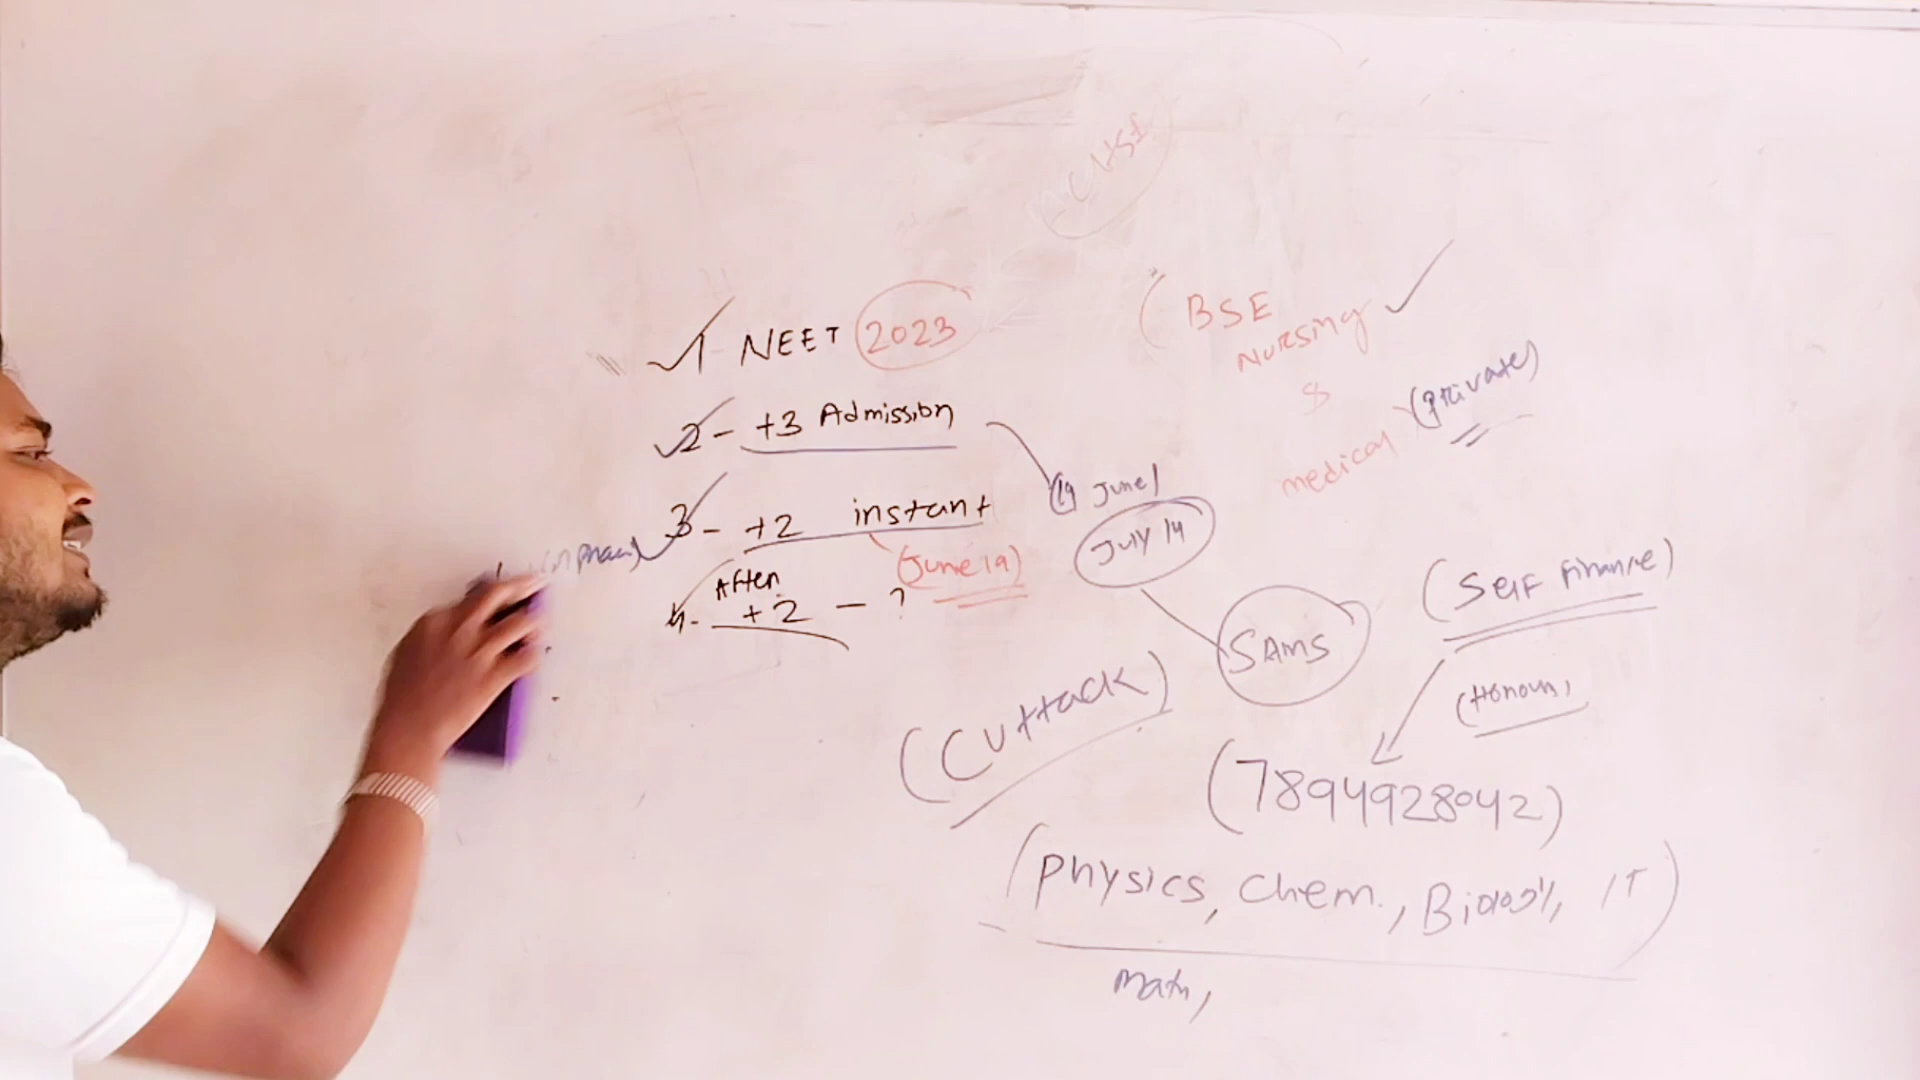 CHSE
1 NEET 2023
2- +3 Admission
3- +2 instant
(June 19)
4. After +2 - ?
(BSE
Nursing
&
medical (private)
19 June
July 14
SAMS
(Cuttack)
(Self Finance)
(Honours)
(7894928042)
(Physics, Chem., Biology, IT)
Math,